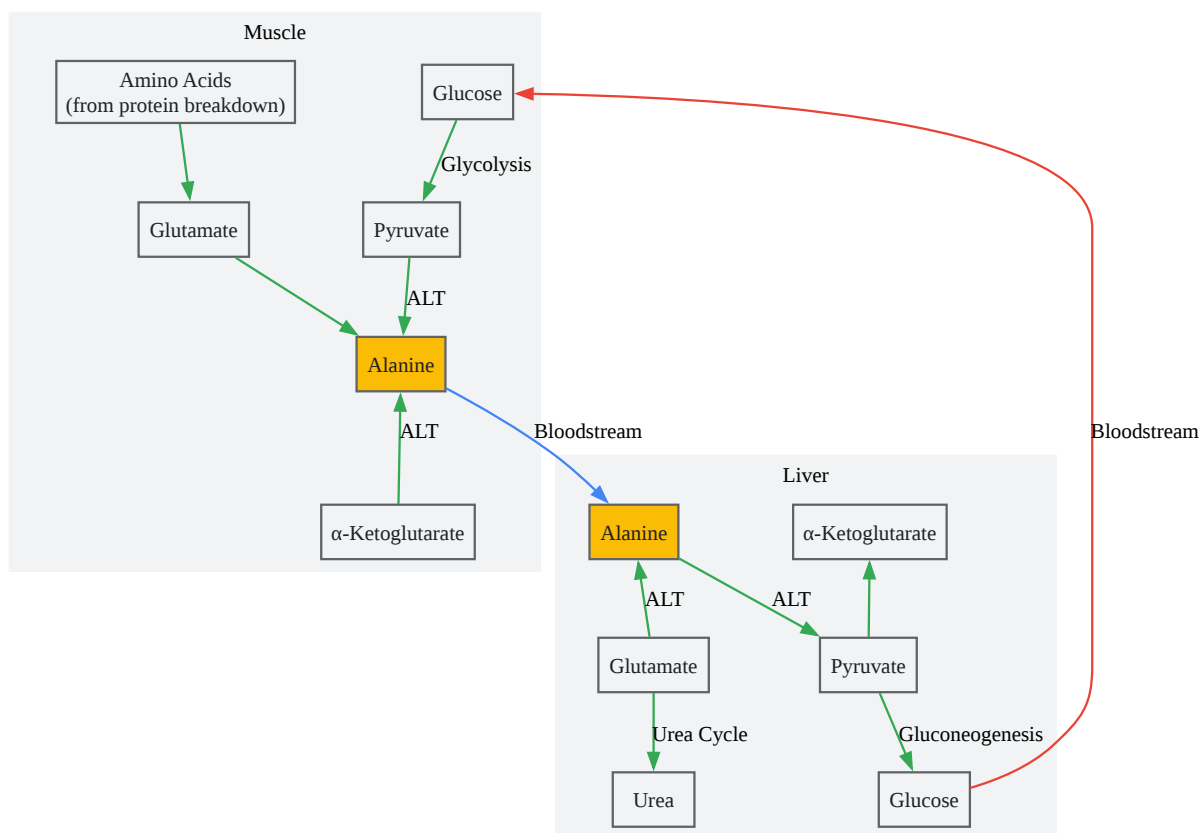 Muscle
Amino Acids
(from protein breakdown)
Glucose
Glycolysis
Glutamate
Pyruvate
ALT
Alanine
ALT
Bloodstream
Bloodstream
α-Ketoglutarate
Liver
Alanine
α-Ketoglutarate
ALT
ALT
Glutamate
Pyruvate
Urea Cycle
Gluconeogenesis
Urea
Glucose